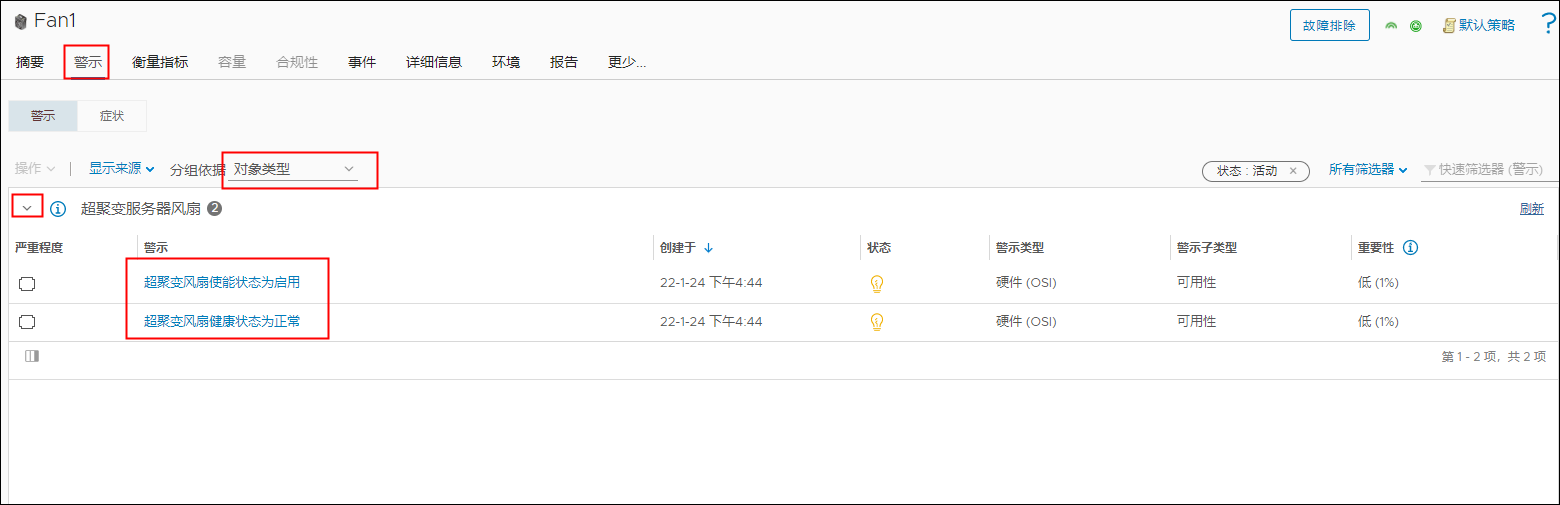 Fan1
故障排除 默认策略 ?
摘要 警示 衡量指标 容量 合规性 事件 详细信息 环境 报告 更少...
警示 症状
操作 | 显示来源 分组依据 对象类型 状态 : 活动 × 所有筛选器 快速筛选器 (警示)
超聚变服务器风扇 2 刷新
严重程度 警示 创建于 ↓ 状态 警示类型 警示子类型 重要性
超聚变风扇使能状态为启用 22-1-24 下午4:44 硬件 (OSI) 可用性 低 (1%)
超聚变风扇健康状态为正常 22-1-24 下午4:44 硬件 (OSI) 可用性 低 (1%)
第 1 - 2 项，共 2 项